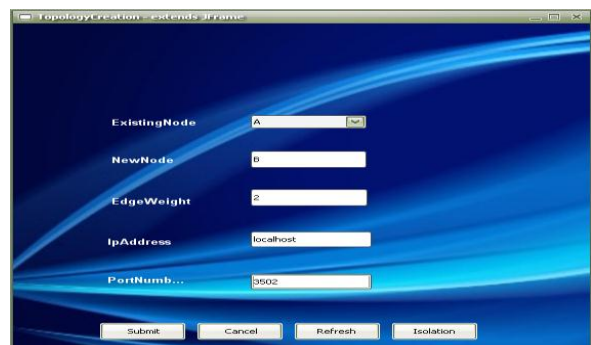 TopologyCreation - extends JFrame
ExistingNode A
NewNode B
EdgeWeight 2
IpAddress localhost
PortNumb... 3502
Submit Cancel Refresh Isolation